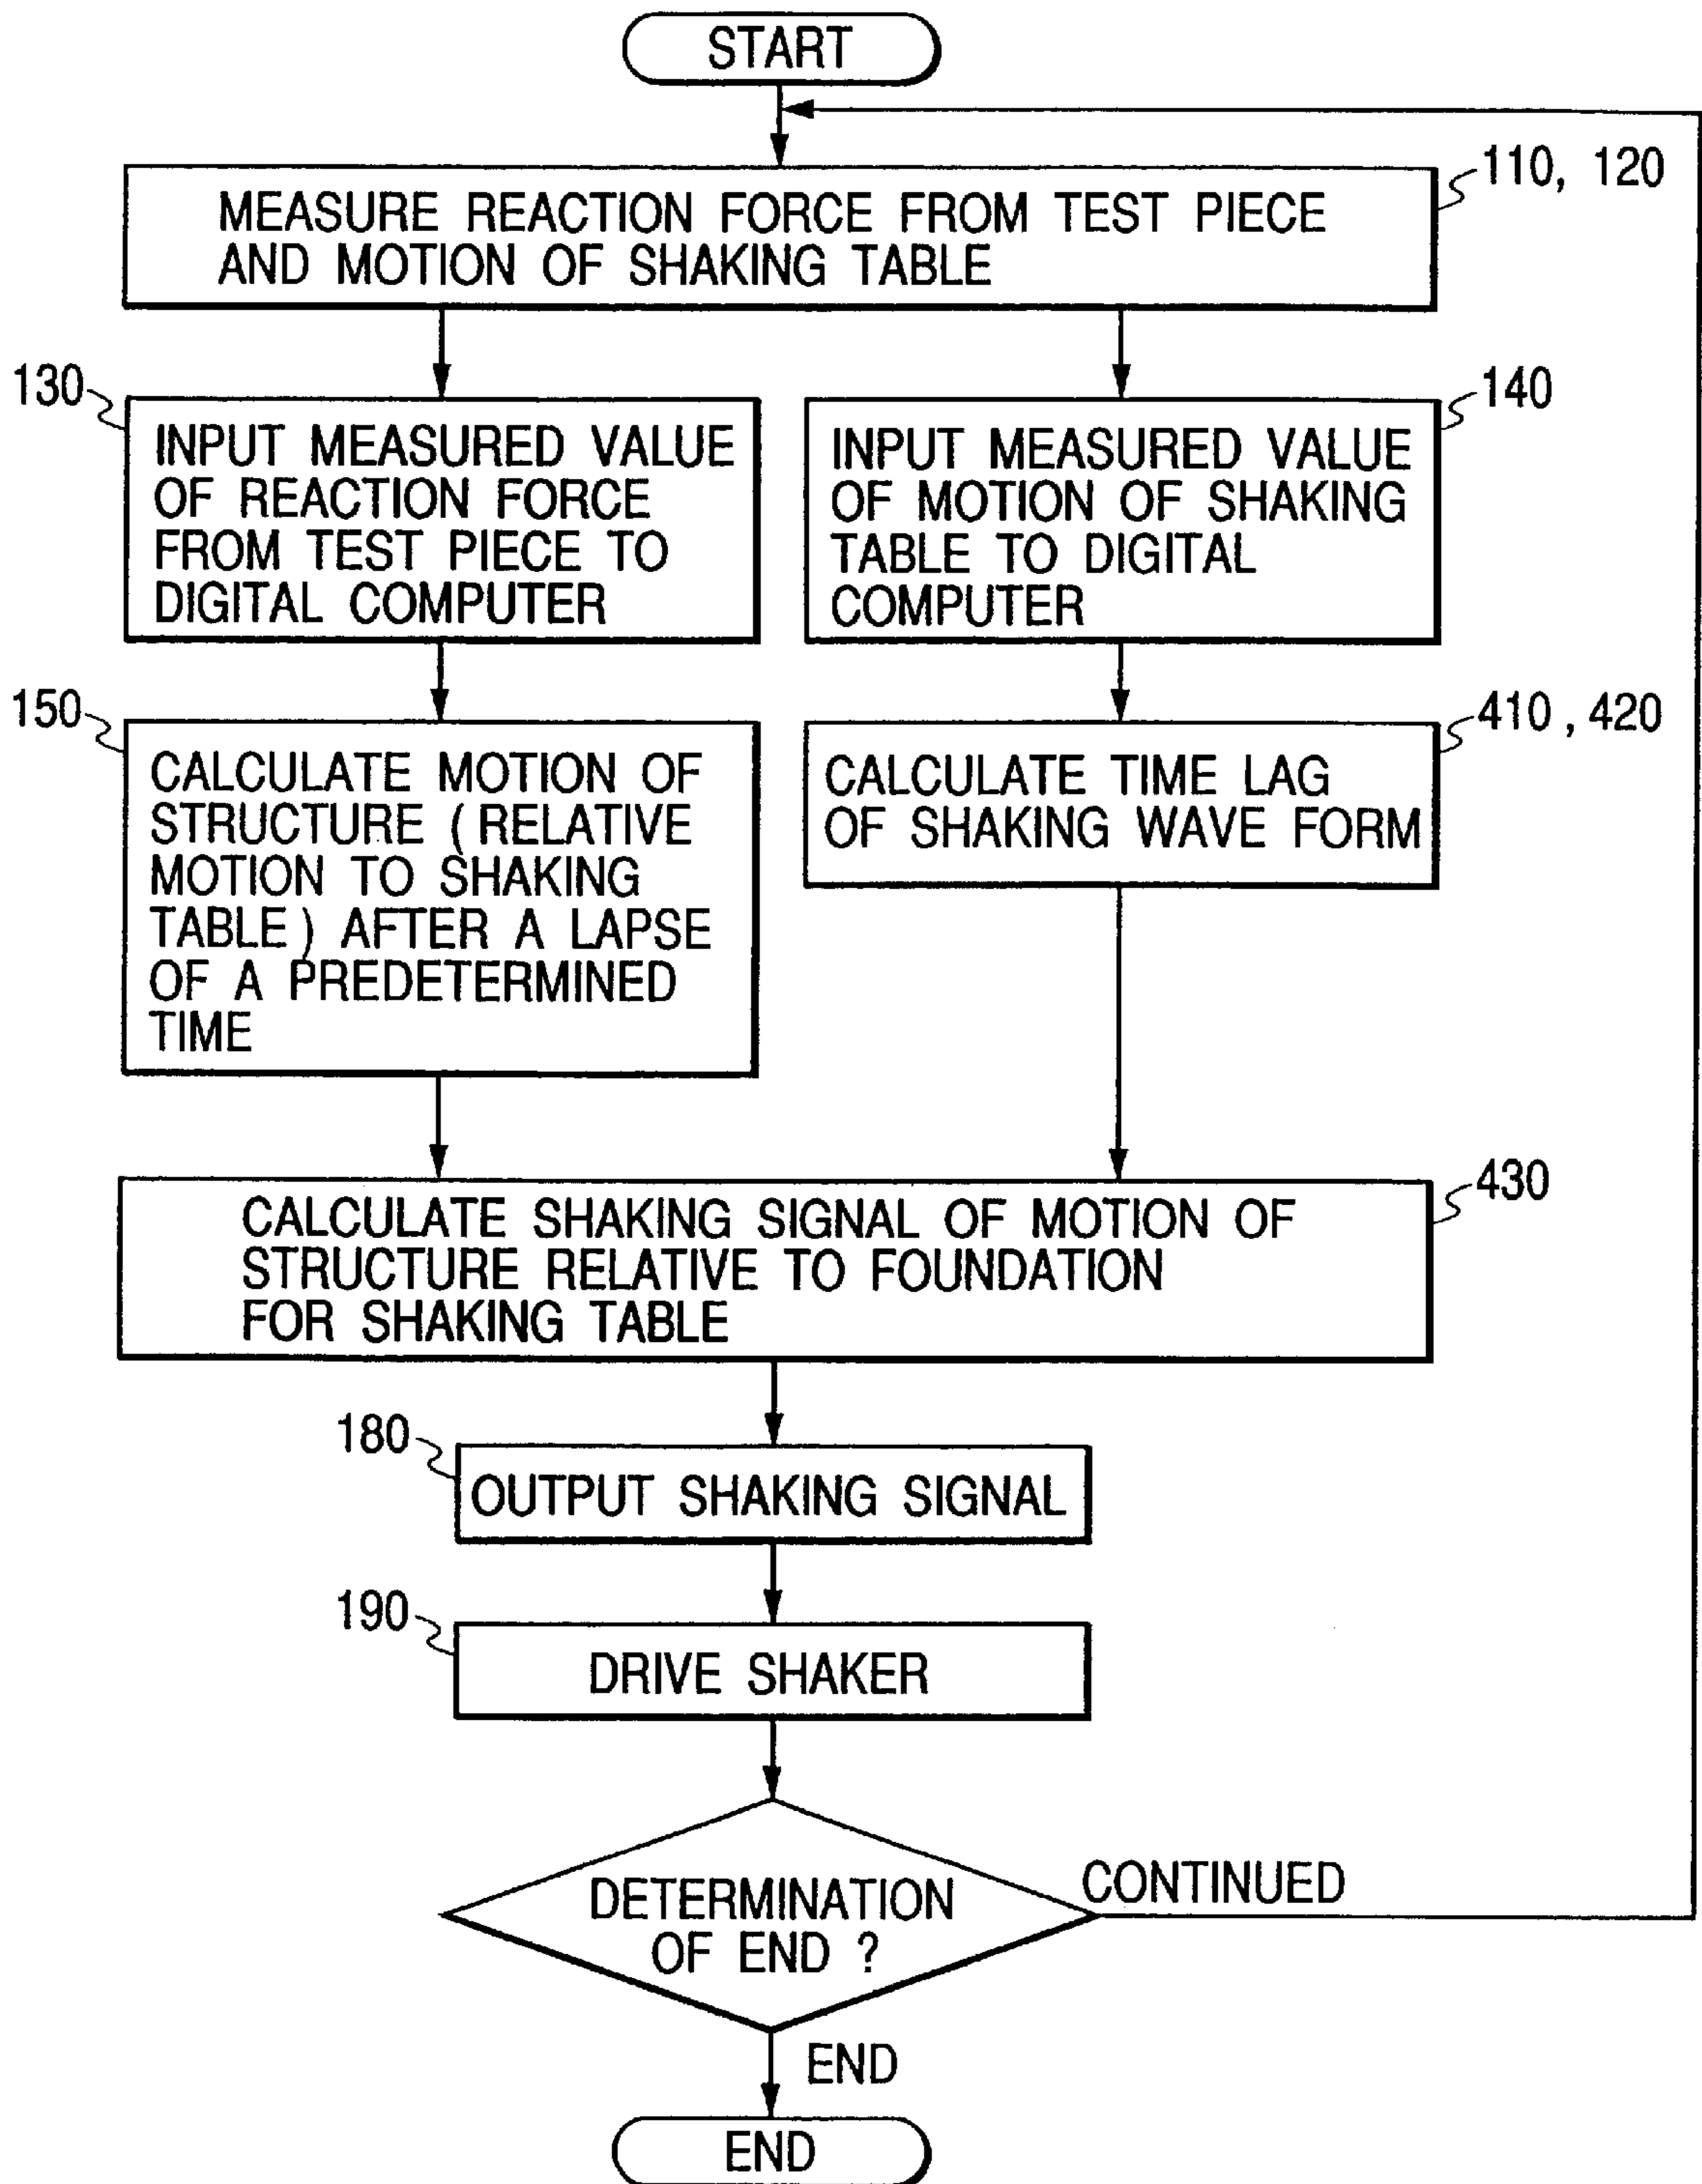 START
110, 120
MEASURE REACTION FORCE FROM TEST PIECE
AND MOTION OF SHAKING TABLE
130
INPUT MEASURED VALUE
OF REACTION FORCE
FROM TEST PIECE TO
DIGITAL COMPUTER
140
INPUT MEASURED VALUE
OF MOTION OF SHAKING
TABLE TO DIGITAL
COMPUTER
150
CALCULATE MOTION OF
STRUCTURE (RELATIVE
MOTION TO SHAKING
TABLE) AFTER A LAPSE
OF A PREDETERMINED
TIME
410, 420
CALCULATE TIME LAG
OF SHAKING WAVE FORM
430
CALCULATE SHAKING SIGNAL OF MOTION OF
STRUCTURE RELATIVE TO FOUNDATION
FOR SHAKING TABLE
180
OUTPUT SHAKING SIGNAL
190
DRIVE SHAKER
DETERMINATION
OF END ?
CONTINUED
END
END